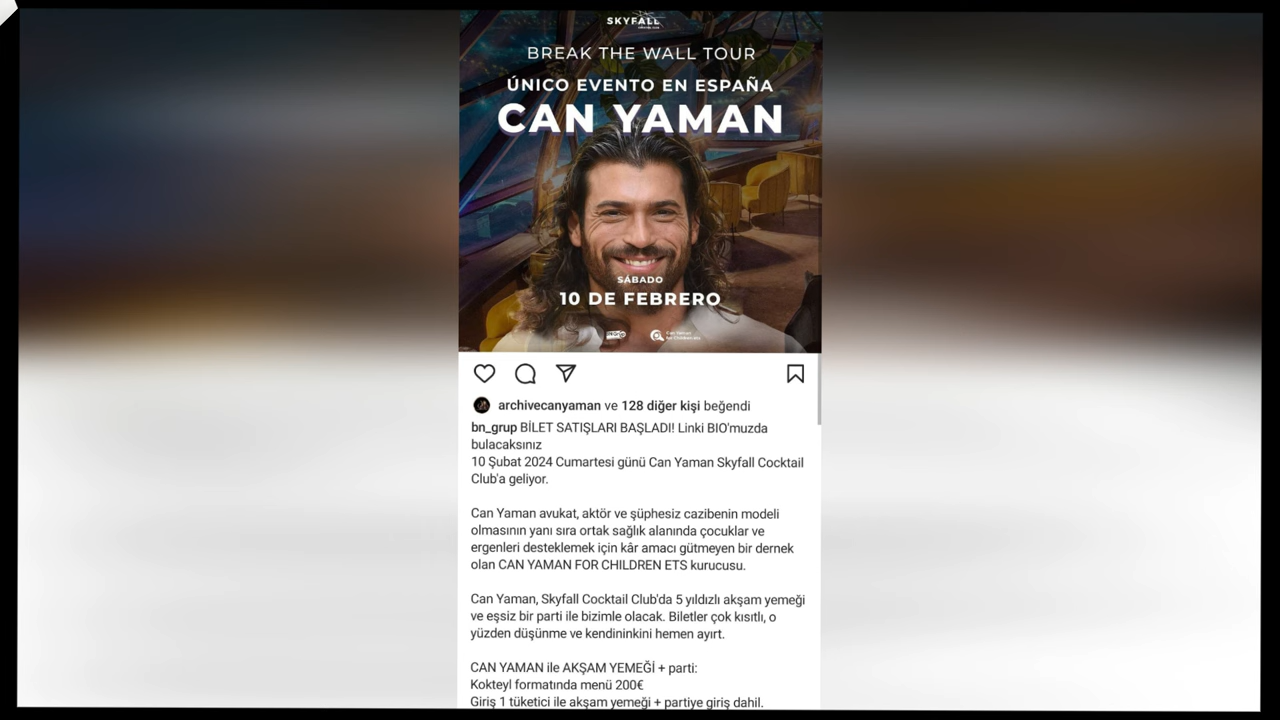 SKYFALL
BREAK THE WALL TOUR
ÚNICO EVENTO EN ESPAÑA
CAN YAMAN
SÁBADO
10 DE FEBRERO
Can Yaman
for Children ets
archivecanyaman ve 128 diğer kişi beğendi
bn_grup BİLET SATIŞLARI BAŞLADI! Linki BIO'muzda
bulacaksınız
10 Şubat 2024 Cumartesi günü Can Yaman Skyfall Cocktail
Club'a geliyor.
Can Yaman avukat, aktör ve şüphesiz cazibenin modeli
olmasının yanı sıra ortak sağlık alanında çocuklar ve
ergenleri desteklemek için kâr amacı gütmeyen bir dernek
olan CAN YAMAN FOR CHILDREN ETS kurucusu.
Can Yaman, Skyfall Cocktail Club'da 5 yıldızlı akşam yemeği
ve eşsiz bir parti ile bizimle olacak. Biletler çok kısıtlı, o
yüzden düşünme ve kendininkini hemen ayırt.
CAN YAMAN ile AKŞAM YEMEĞİ + parti:
Kokteyl formatında menü 200€
Giriş 1 tüketici ile akşam yemeği + partiye giriş dahil.